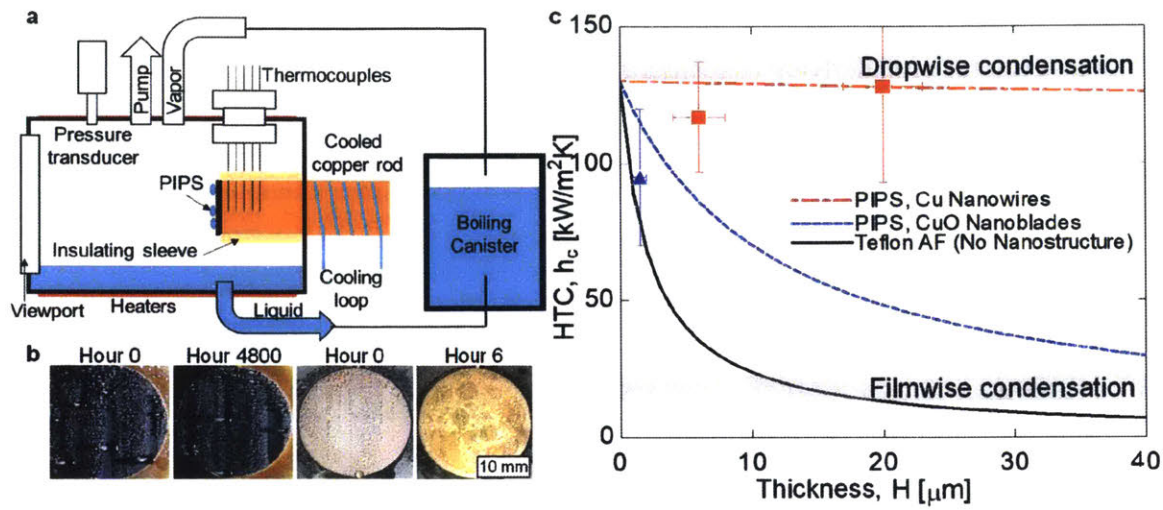 a
Pump
Vapor
Thermocouples
Pressure
transducer
Cooled
copper rod
PIPS
Insulating sleeve
Boiling
Canister
Cooling
loop
Viewport
Heaters
Liquid
b
Hour 0
Hour 4800
Hour 0
Hour 6
10 mm
c
150
100
50
0
HTC, h_c [kW/m²K]
Dropwise condensation
PIPS, Cu Nanowires
PIPS, CuO Nanoblades
Teflon AF (No Nanostructure)
Filmwise condensation
0
10
20
30
40
Thickness, H [μm]